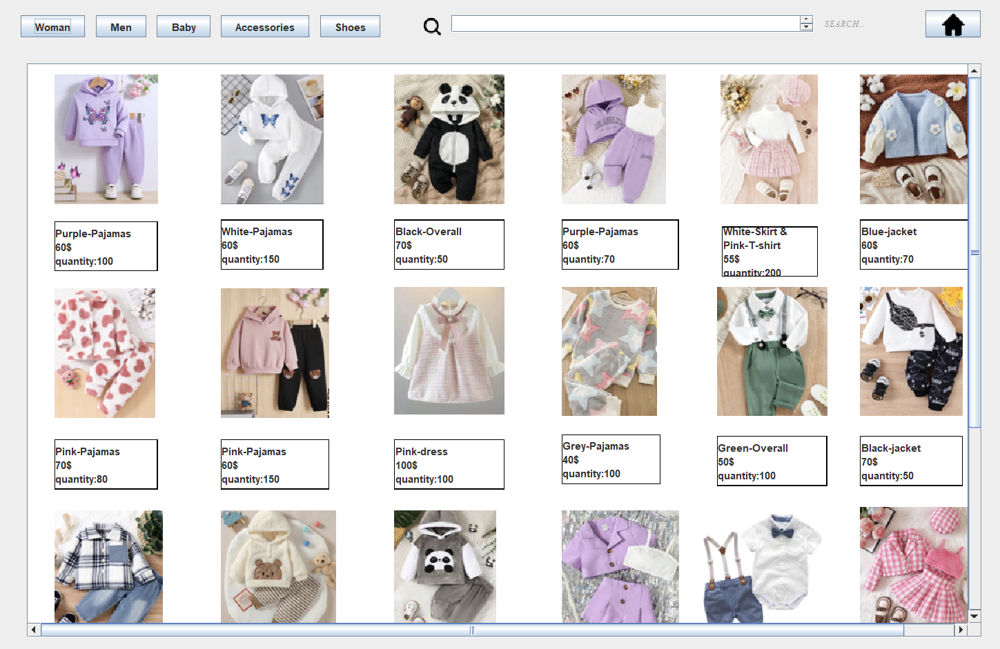 Woman
Men
Baby
Accessories
Shoes
SEARCH...
Purple-Pajamas
60$
quantity:100
White-Pajamas
60$
quantity:150
Black-Overall
70$
quantity:50
Purple-Pajamas
60$
quantity:70
White-Skirt &
Pink-T-shirt
55$
quantity:200
Blue-jacket
60$
quantity:70
Pink-Pajamas
70$
quantity:80
Pink-Pajamas
60$
quantity:150
Pink-dress
100$
quantity:100
Grey-Pajamas
40$
quantity:100
Green-Overall
50$
quantity:100
Black-jacket
70$
quantity:50